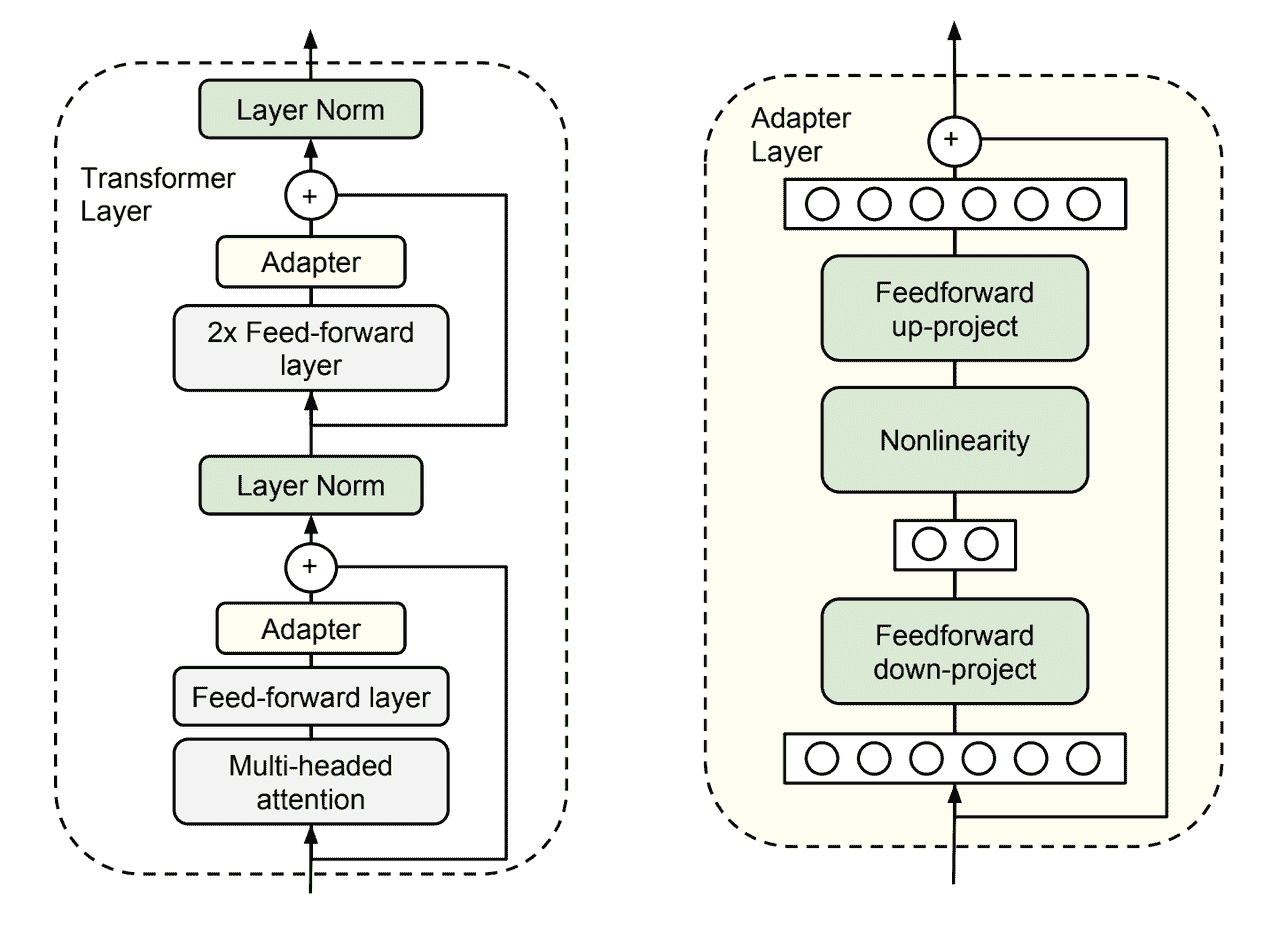 Layer Norm
Transformer
Layer
+
Adapter
2x Feed-forward
layer
Layer Norm
+
Adapter
Feed-forward layer
Multi-headed
attention
Adapter
Layer
+
Feedforward
up-project
Nonlinearity
Feedforward
down-project